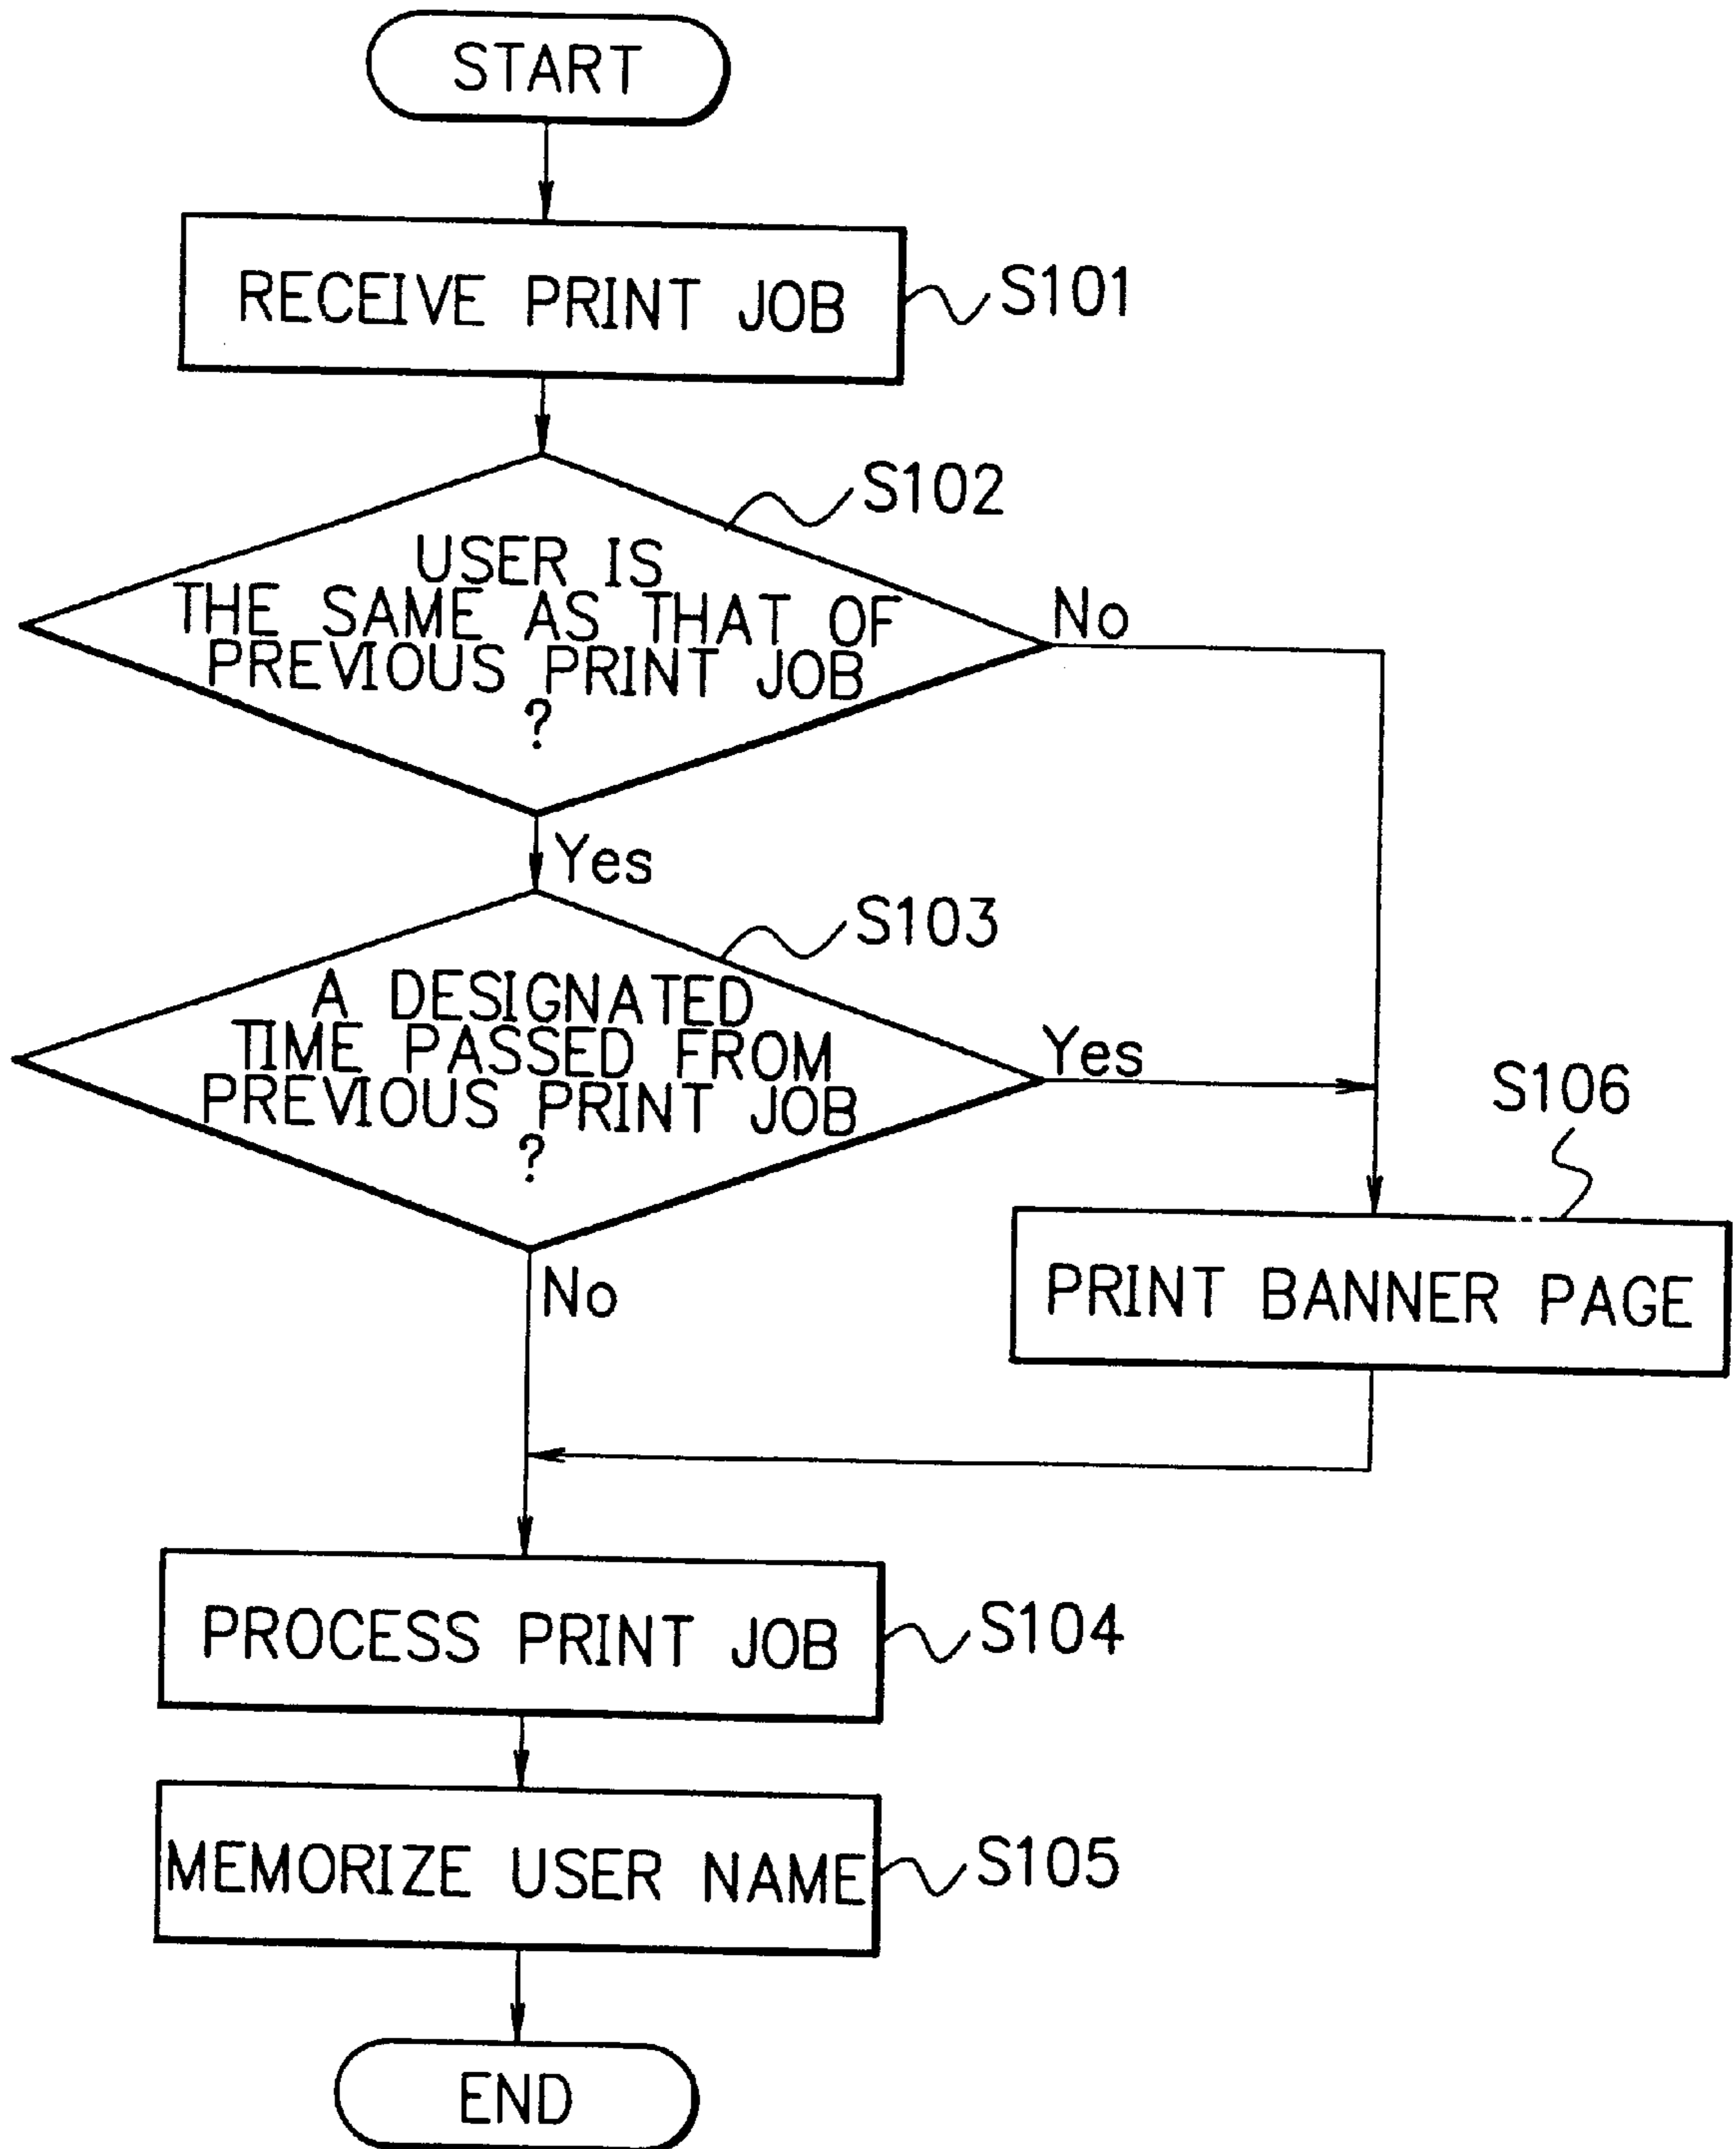 START
RECEIVE PRINT JOB
S101
S102
USER IS
THE SAME AS THAT OF
PREVIOUS PRINT JOB
?
No
Yes
S103
A DESIGNATED
TIME PASSED FROM
PREVIOUS PRINT JOB
?
Yes
S106
No
PRINT BANNER PAGE
PROCESS PRINT JOB
S104
MEMORIZE USER NAME
S105
END